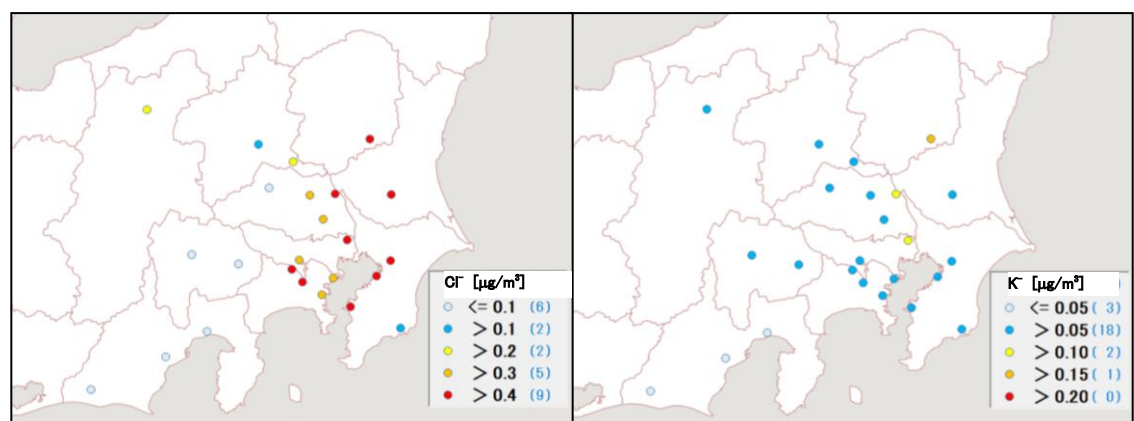 Cl⁻ [μg/m³]
<= 0.1 (6)
> 0.1 (2)
> 0.2 (2)
> 0.3 (5)
> 0.4 (9)
K⁻ [μg/m³]
<= 0.05 ( 3)
> 0.05 (18)
> 0.10 ( 2)
> 0.15 ( 1)
> 0.20 ( 0)